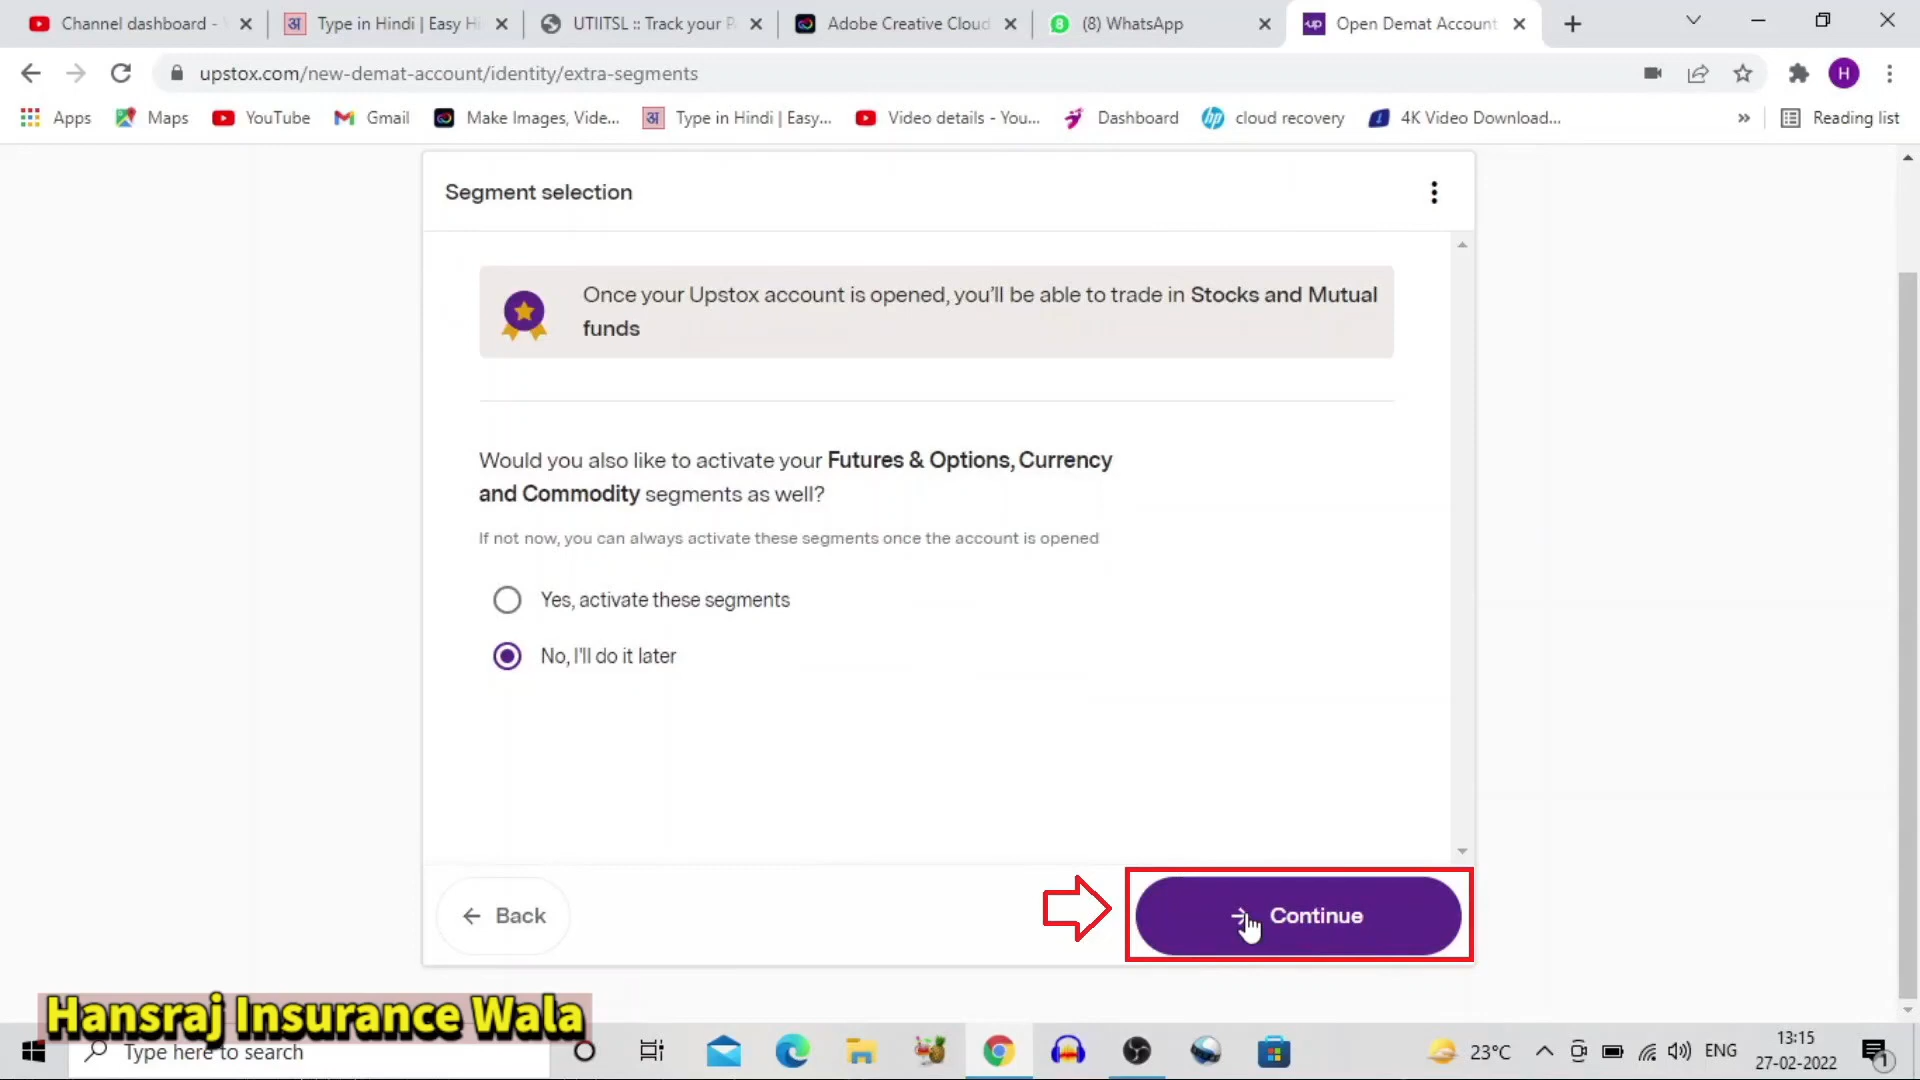 Channel dashboard -
Type in Hindi | Easy Hi
UTIITSL :: Track your P
Adobe Creative Cloud
(8) WhatsApp
Open Demat Account
upstox.com/new-demat-account/identity/extra-segments
H
Apps
Maps
YouTube
Gmail
Make Images, Vide...
Type in Hindi | Easy...
Video details - You...
Dashboard
cloud recovery
4K Video Download...
»
Reading list
Segment selection
Once your Upstox account is opened, you'll be able to trade in Stocks and Mutual
funds
Would you also like to activate your Futures & Options, Currency
and Commodity segments as well?
If not now, you can always activate these segments once the account is opened
Yes, activate these segments
No, I'll do it later
Back
Continue
Hansraj Insurance Wala
Type here to search
23°C
ENG
13:15
27-02-2022
1